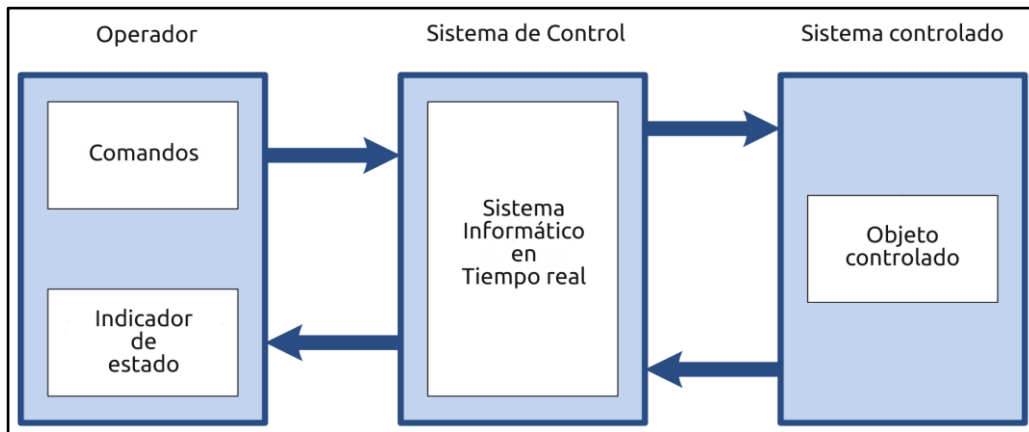 Operador
Sistema de Control
Sistema controlado
Comandos
Indicador
de
estado
Sistema
Informático
en
Tiempo real
Objeto
controlado